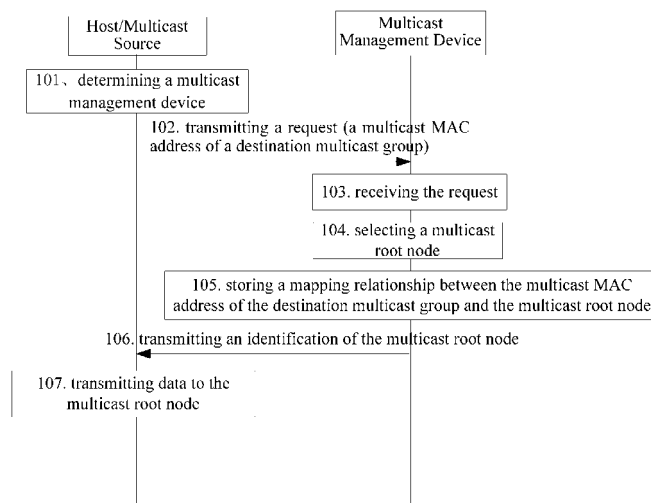 Host/Multicast
Source
Multicast
Management Device
101、determining a multicast
management device
102. transmitting a request (a multicast MAC
address of a destination multicast group)
103. receiving the request
104. selecting a multicast
root node
105. storing a mapping relationship between the multicast MAC
address of the destination multicast group and the multicast root node
106. transmitting an identification of the multicast root node
107. transmitting data to the
multicast root node